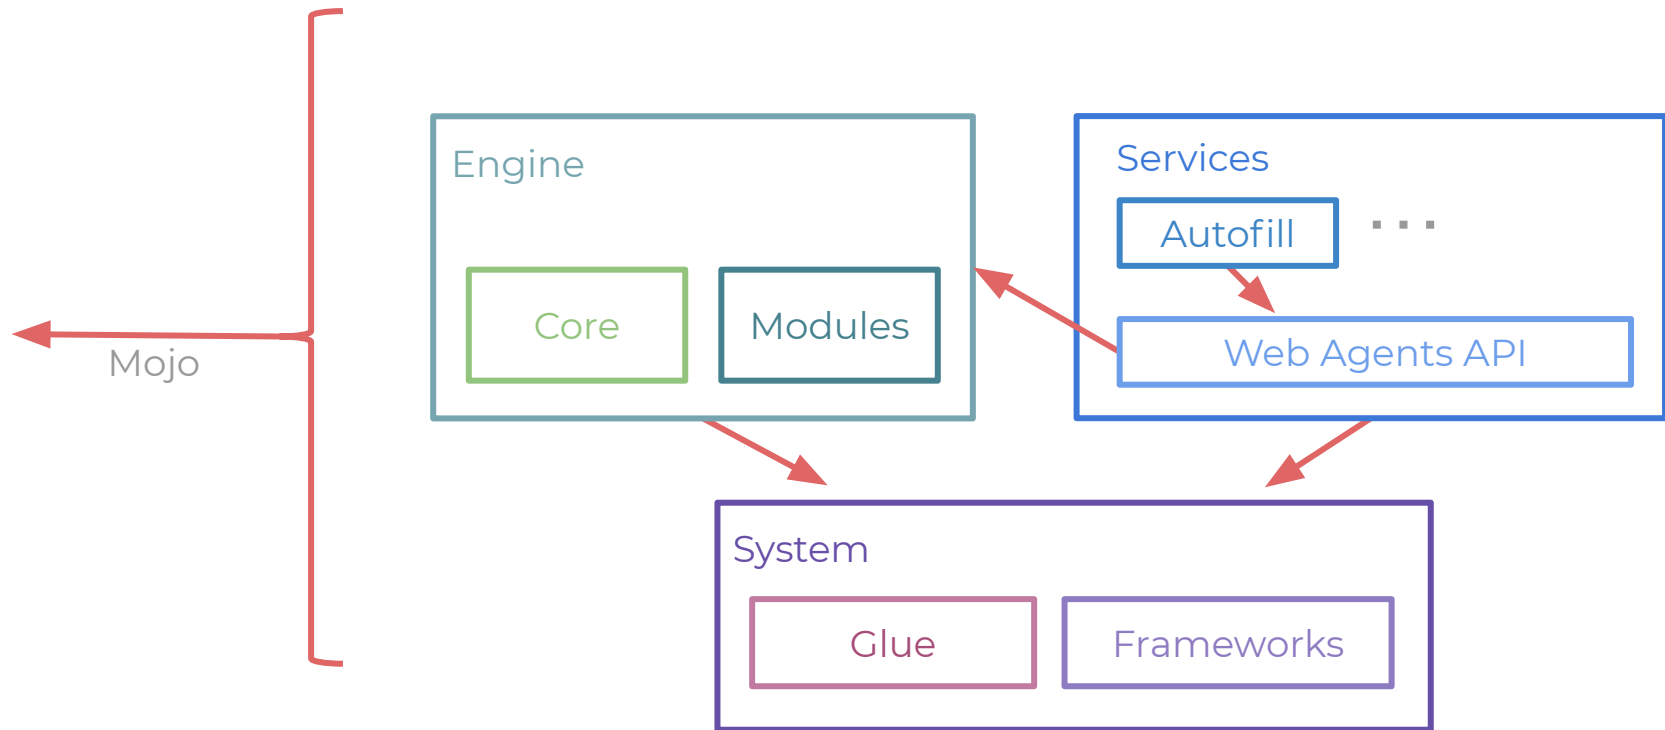 Mojo
Engine
Core
Modules
Services
Autofill
...
Web Agents API
System
Glue
Frameworks